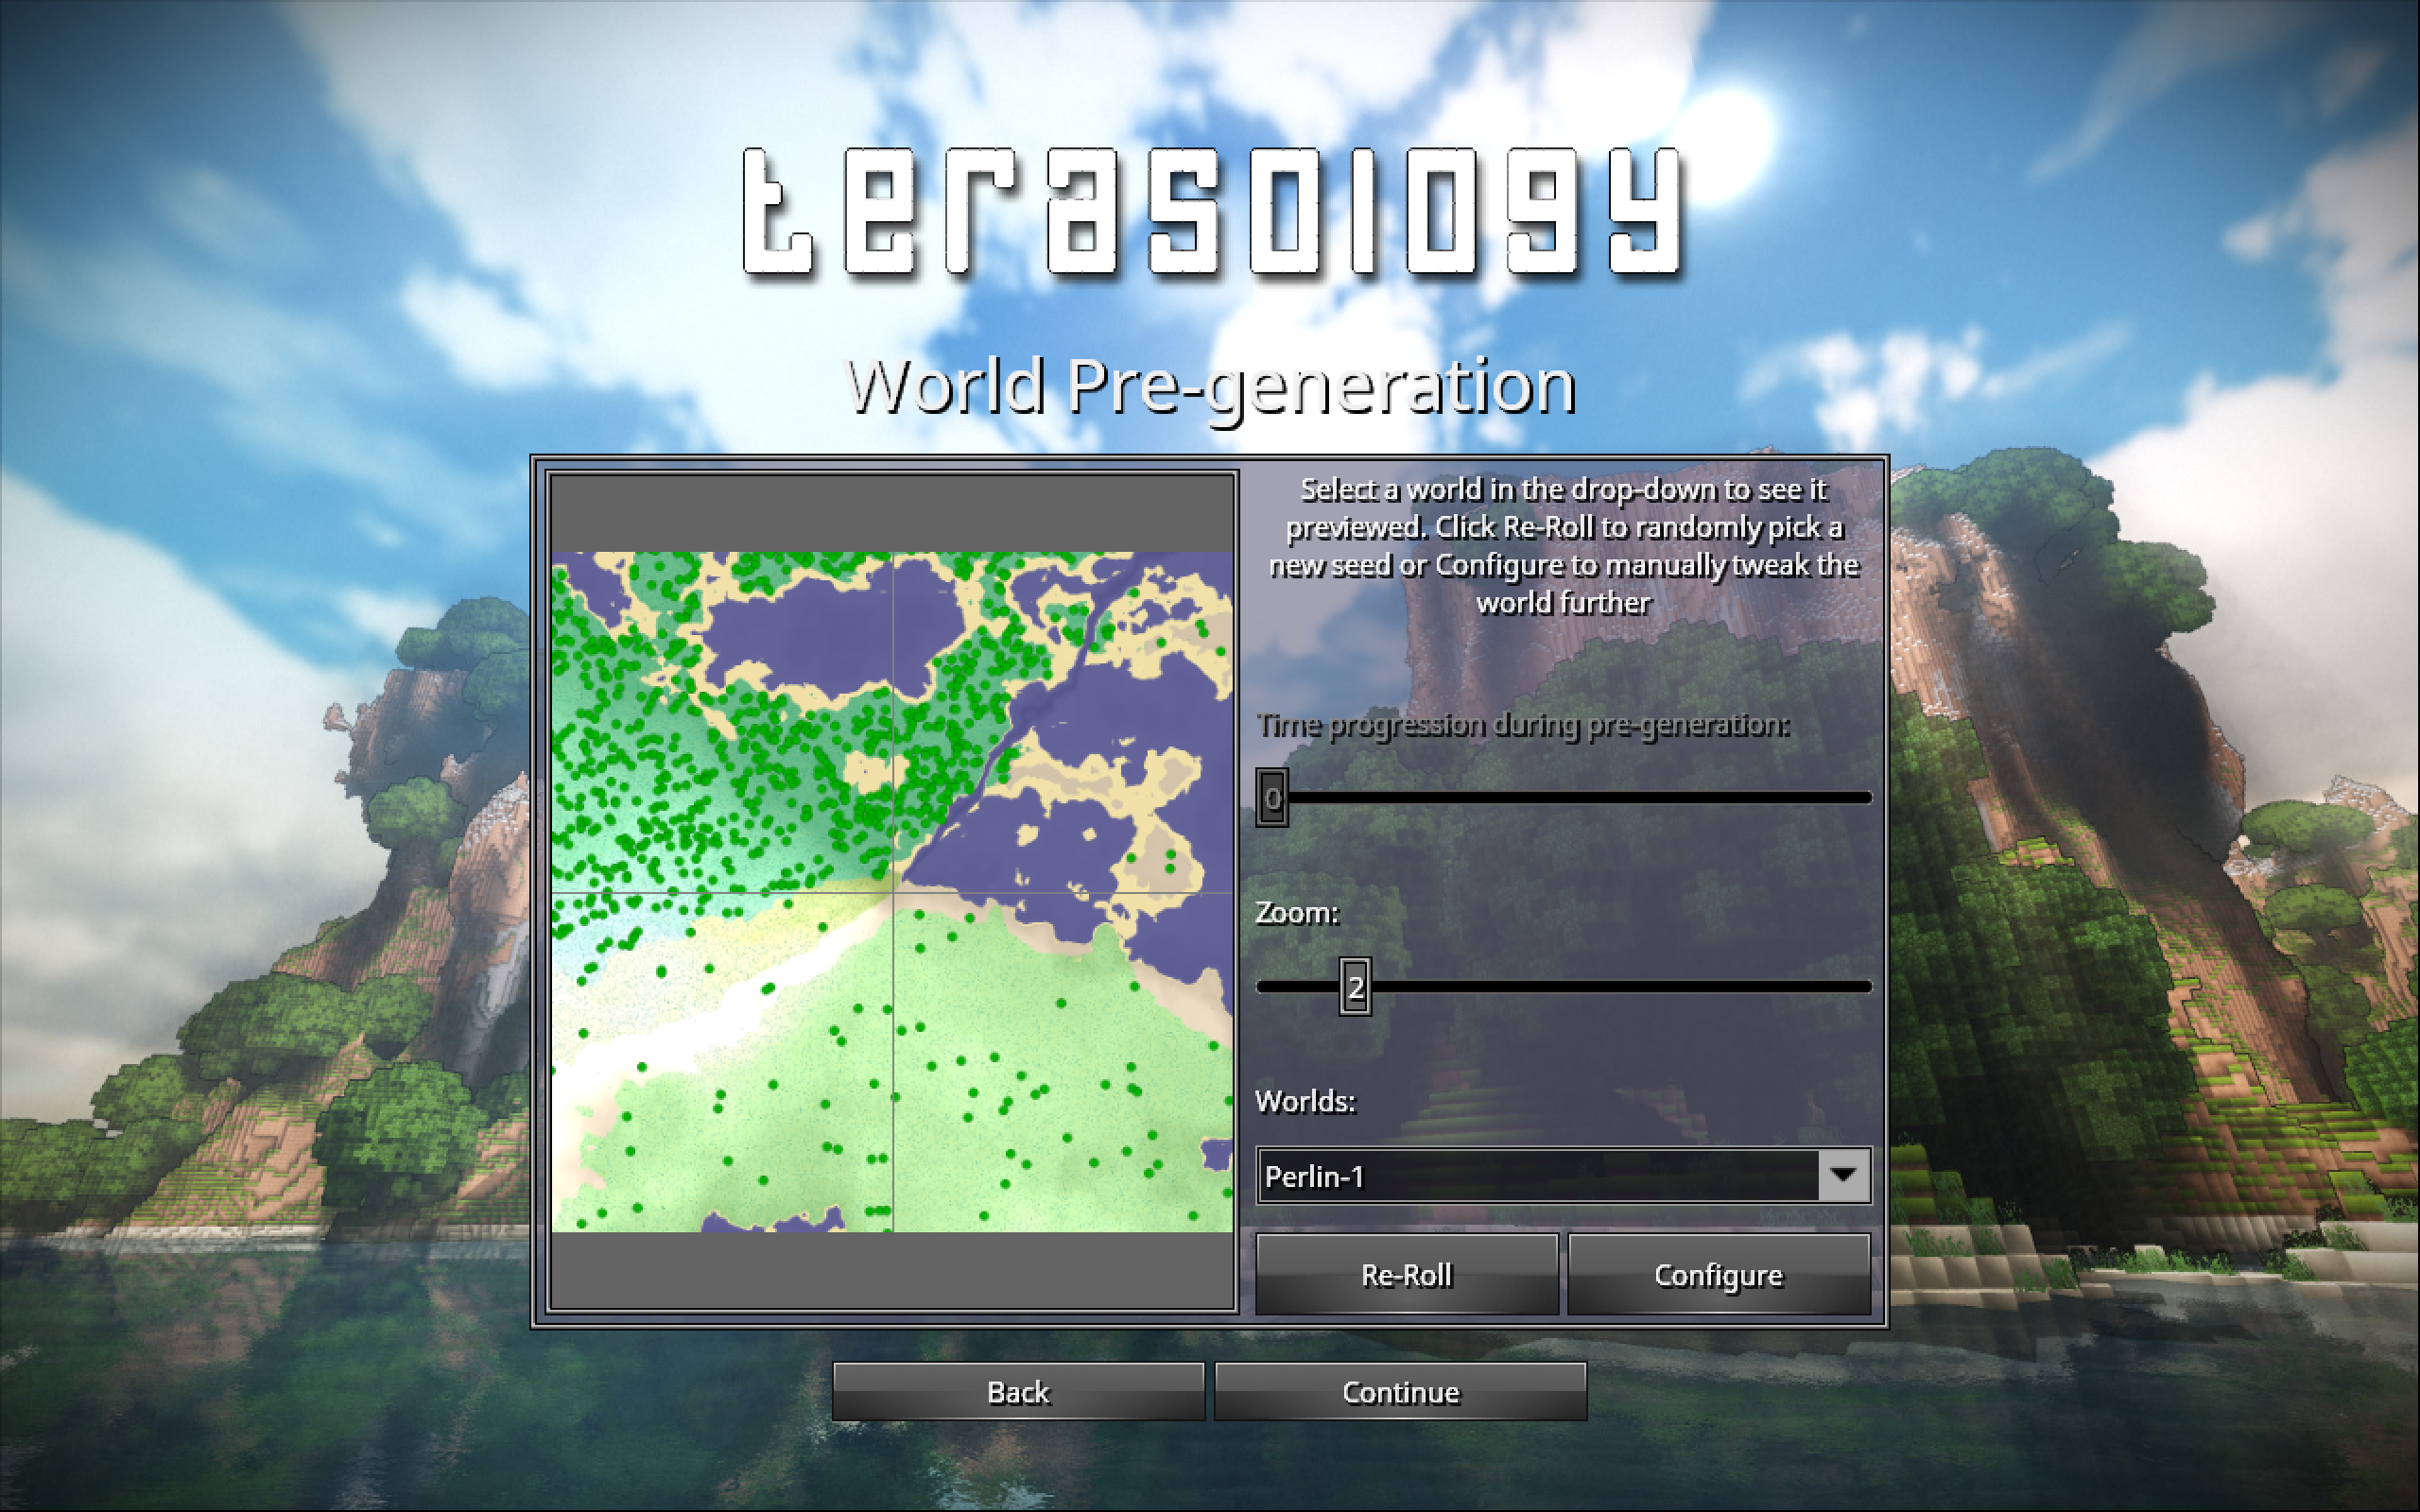 terasology
World Pre-generation
Select a world in the drop-down to see it
previewed. Click Re-Roll to randomly pick a
new seed or Configure to manually tweak the
world further
Time progression during pre-generation:
0
Zoom:
2
Worlds:
Perlin-1
Re-Roll Configure
Back Continue